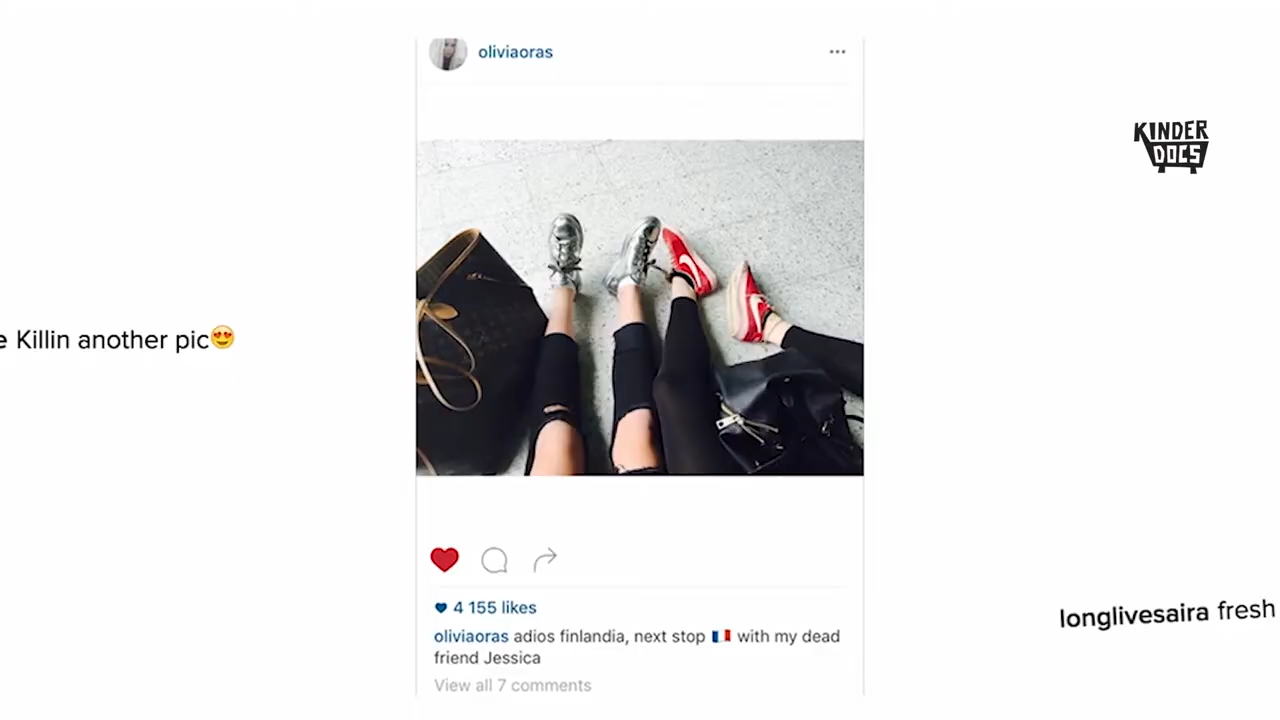 oliviaoras
KINDER
DOCS
e Killin another pic😍
4 155 likes
longlivesaira fresh
oliviaoras adios finlandia, next stop 🇫🇷 with my dead
friend Jessica
View all 7 comments